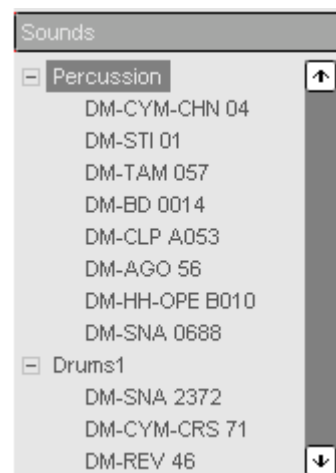 Sounds
Percussion
DM-CYM-CHN 04
DM-STI 01
DM-TAM 057
DM-BD 0014
DM-CLP A053
DM-AGO 56
DM-HH-OPE B010
DM-SNA 0688
Drums1
DM-SNA 2372
DM-CYM-CRS 71
DM-REV 46